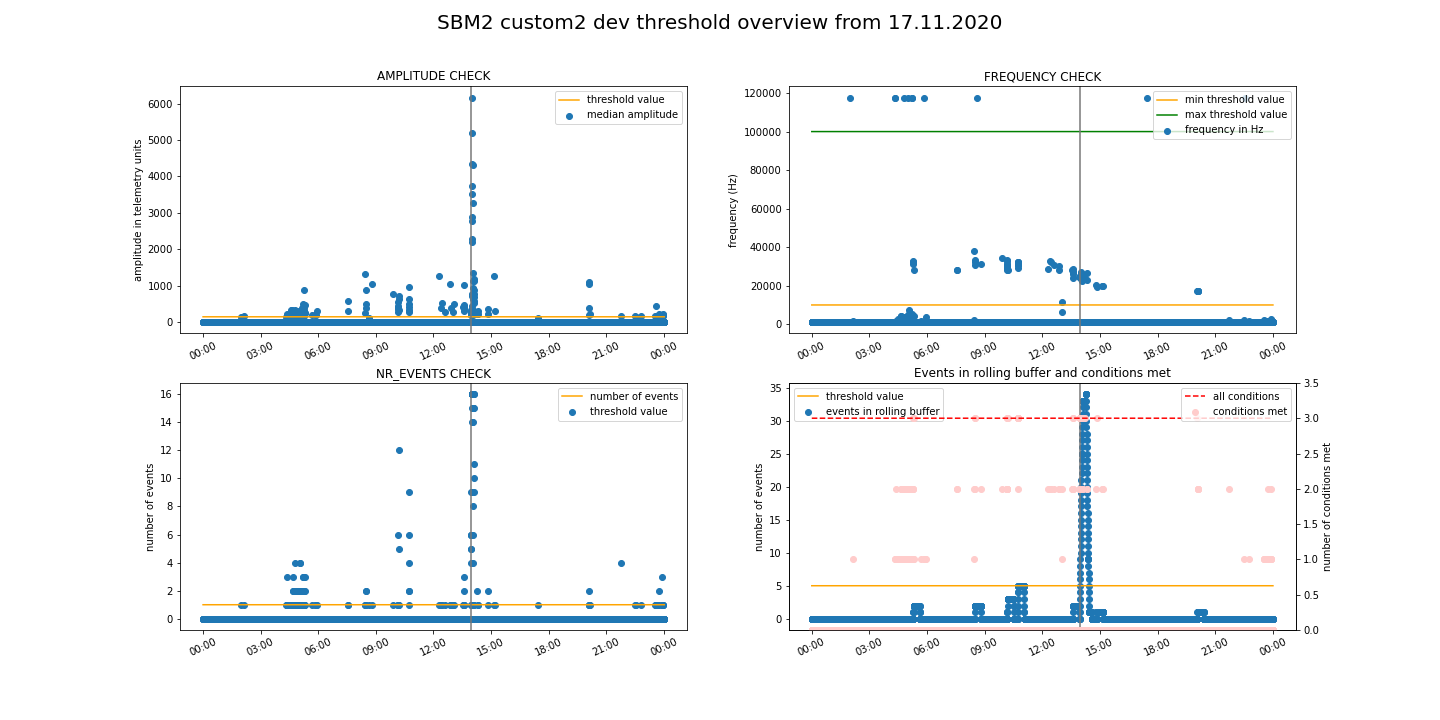 SBM2 custom2 dev threshold overview from 17.11.2020
AMPLITUDE CHECK
amplitude in telemetry units
6000
5000
4000
3000
2000
1000
0
threshold value
median amplitude
00:00 03:00 06:00 09:00 12:00 15:00 18:00 21:00 00:00
FREQUENCY CHECK
frequency (Hz)
120000
100000
80000
60000
40000
20000
0
min threshold value
max threshold value
frequency in Hz
00:00 03:00 06:00 09:00 12:00 15:00 18:00 21:00 00:00
NR_EVENTS CHECK
number of events
16
14
12
10
8
6
4
2
0
number of events
threshold value
00:00 03:00 06:00 09:00 12:00 15:00 18:00 21:00 00:00
Events in rolling buffer and conditions met
number of events
35
30
25
20
15
10
5
0
threshold value
events in rolling buffer
all conditions
conditions met
3.5
3.0
2.5
2.0
1.5
1.0
0.5
0.0
number of conditions met
00:00 03:00 06:00 09:00 12:00 15:00 18:00 21:00 00:00